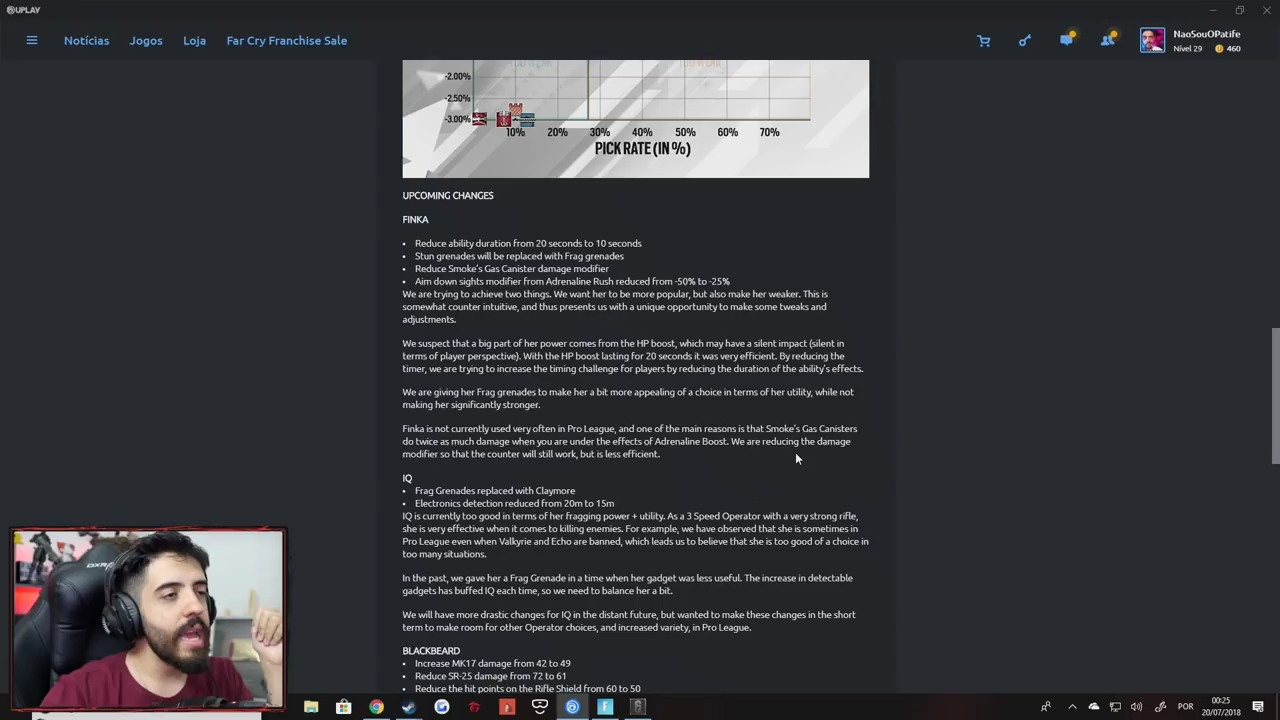 UPLAY
Notícias Jogos Loja Far Cry Franchise Sale
NaoSouOPatife
Nível 29 460
-2.00%
-2.50%
-3.00%
10% 20% 30% 40% 50% 60% 70%
PICK RATE (IN %)
UPCOMING CHANGES
FINKA
• Reduce ability duration from 20 seconds to 10 seconds
• Stun grenades will be replaced with Frag grenades
• Reduce Smoke's Gas Canister damage modifier
• Aim down sights modifier from Adrenaline Rush reduced from -50% to -25%
We are trying to achieve two things. We want her to be more popular, but also make her weaker. This is
somewhat counter intuitive, and thus presents us with a unique opportunity to make some tweaks and
adjustments.
We suspect that a big part of her power comes from the HP boost, which may have a silent impact (silent in
terms of player perspective). With the HP boost lasting for 20 seconds it was very efficient. By reducing the
timer, we are trying to increase the timing challenge for players by reducing the duration of the ability's effects.
We are giving her Frag grenades to make her a bit more appealing of a choice in terms of her utility, while not
making her significantly stronger.
Finka is not currently used very often in Pro League, and one of the main reasons is that Smoke's Gas Canisters
do twice as much damage when you are under the effects of Adrenaline Boost. We are reducing the damage
modifier so that the counter will still work, but is less efficient.
IQ
• Frag Grenades replaced with Claymore
• Electronics detection reduced from 20m to 15m
IQ is currently too good in terms of her fragging power + utility. As a 3 Speed Operator with a very strong rifle,
she is very effective when it comes to killing enemies. For example, we have observed that she is sometimes in
Pro League even when Valkyrie and Echo are banned, which leads us to believe that she is too good of a choice in
too many situations.
In the past, we gave her a Frag Grenade in a time when her gadget was less useful. The increase in detectable
gadgets has buffed IQ each time, so we need to balance her a bit.
We will have more drastic changes for IQ in the distant future, but wanted to make these changes in the short
term to make room for other Operator choices, and increased variety, in Pro League.
BLACKBEARD
• Increase MK17 damage from 42 to 49
• Reduce SR-25 damage from 72 to 61
• Reduce the hit points on the Rifle Shield from 60 to 50
DXR
POR
00:25
20/07/2018